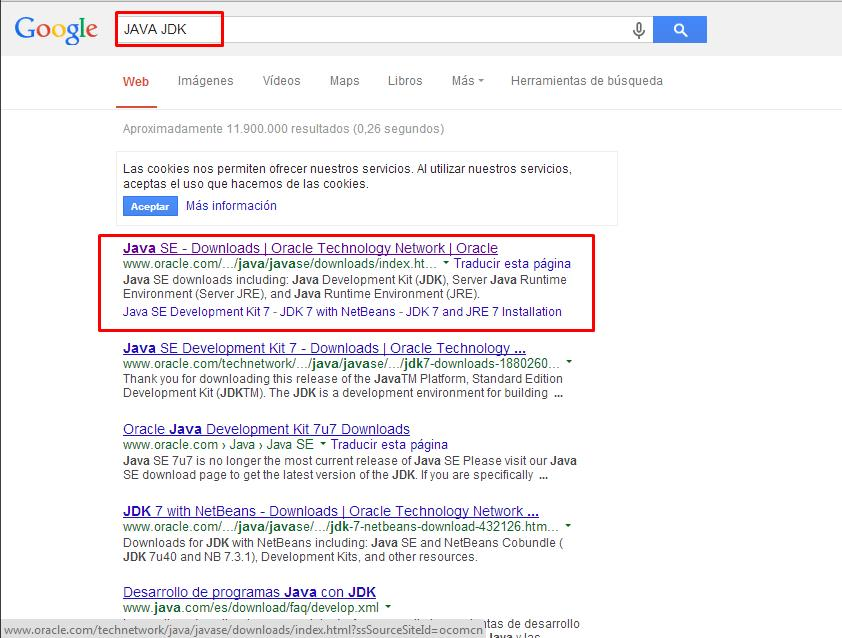 Google JAVA JDK
Web Imágenes Vídeos Maps Libros Más Herramientas de búsqueda
Aproximadamente 11.900.000 resultados (0,26 segundos)
Las cookies nos permiten ofrecer nuestros servicios. Al utilizar nuestros servicios,
aceptas el uso que hacemos de las cookies.
Aceptar Más información
Java SE - Downloads | Oracle Technology Network | Oracle
www.oracle.com/.../java/javase/downloads/index.ht... Traducir esta página
Java SE downloads including: Java Development Kit (JDK), Server Java Runtime
Environment (Server JRE), and Java Runtime Environment (JRE).
Java SE Development Kit 7 - JDK 7 with NetBeans - JDK 7 and JRE 7 Installation
Java SE Development Kit 7 - Downloads | Oracle Technology ...
www.oracle.com/technetwork/.../java/javase/.../jdk7-downloads-1880260...
Thank you for downloading this release of the JavaTM Platform, Standard Edition
Development Kit (JDKTM). The JDK is a development environment for building ...
Oracle Java Development Kit 7u7 Downloads
www.oracle.com › Java › Java SE Traducir esta página
Java SE 7u7 is no longer the most current release of Java SE Please visit our Java
SE download page to get the latest version of the JDK. If you are specifically ...
JDK 7 with NetBeans - Downloads | Oracle Technology Network ...
www.oracle.com/.../java/javase/.../jdk-7-netbeans-download-432126.htm...
Downloads for JDK with NetBeans including: Java SE and NetBeans Cobundle (
JDK 7u40 and NB 7.3.1), Development Kits, and other resources.
Desarrollo de programas Java con JDK
www.java.com/es/download/faq/develop.xml
ntas de desarrollo
www.oracle.com/technetwork/java/javase/downloads/index.html?ssSourceSiteId=ocomcn Java y las